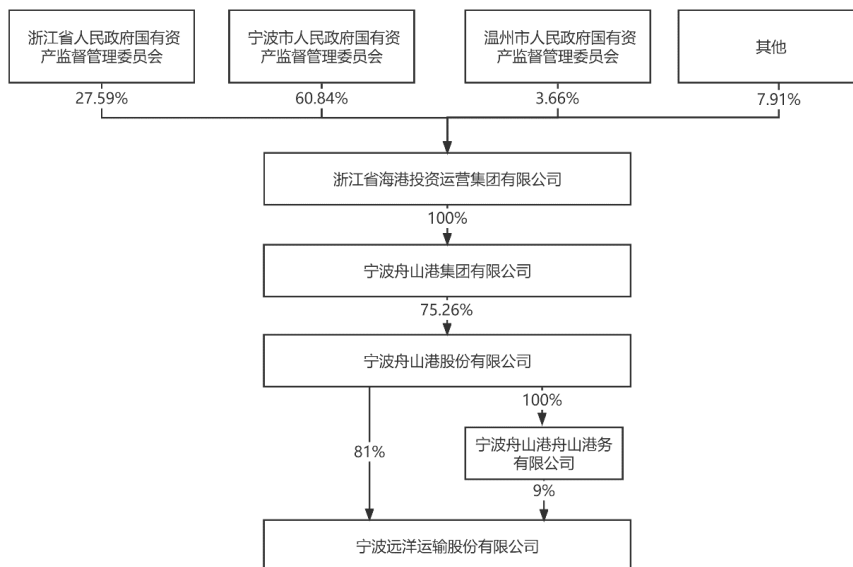 浙江省人民政府国有资
产监督管理委员会
宁波市人民政府国有资
产监督管理委员会
温州市人民政府国有资
产监督管理委员会
其他
27.59%
60.84%
3.66%
7.91%
浙江省海港投资运营集团有限公司
100%
宁波舟山港集团有限公司
75.26%
宁波舟山港股份有限公司
100%
81%
宁波舟山港舟山港务
有限公司
9%
宁波远洋运输股份有限公司